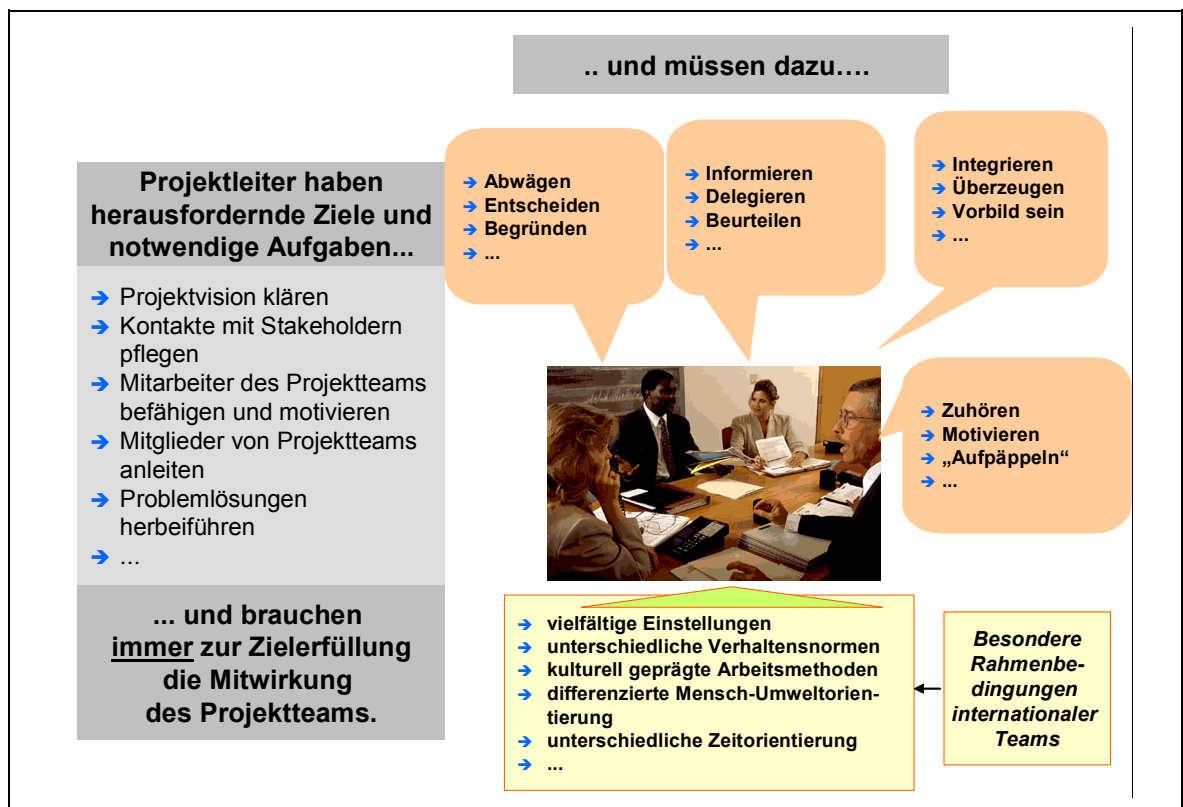 .. und müssen dazu….
Projektleiter haben
herausfordernde Ziele und
notwendige Aufgaben...
➔ Projektvision klären
➔ Kontakte mit Stakeholdern
pflegen
➔ Mitarbeiter des Projektteams
befähigen und motivieren
➔ Mitglieder von Projektteams
anleiten
➔ Problemlösungen
herbeiführen
➔ ...
... und brauchen
immer zur Zielerfüllung
die Mitwirkung
des Projektteams.
➔ Abwägen
➔ Entscheiden
➔ Begründen
➔ ...
➔ Informieren
➔ Delegieren
➔ Beurteilen
➔ ...
➔ Integrieren
➔ Überzeugen
➔ Vorbild sein
➔ ...
➔ Zuhören
➔ Motivieren
➔ „Aufpäppeln“
➔ ...
➔ vielfältige Einstellungen
➔ unterschiedliche Verhaltensnormen
➔ kulturell geprägte Arbeitsmethoden
➔ differenzierte Mensch-Umweltorien-
tierung
➔ unterschiedliche Zeitorientierung
➔ ...
Besondere
Rahmenbe-
dingungen
internationaler
Teams